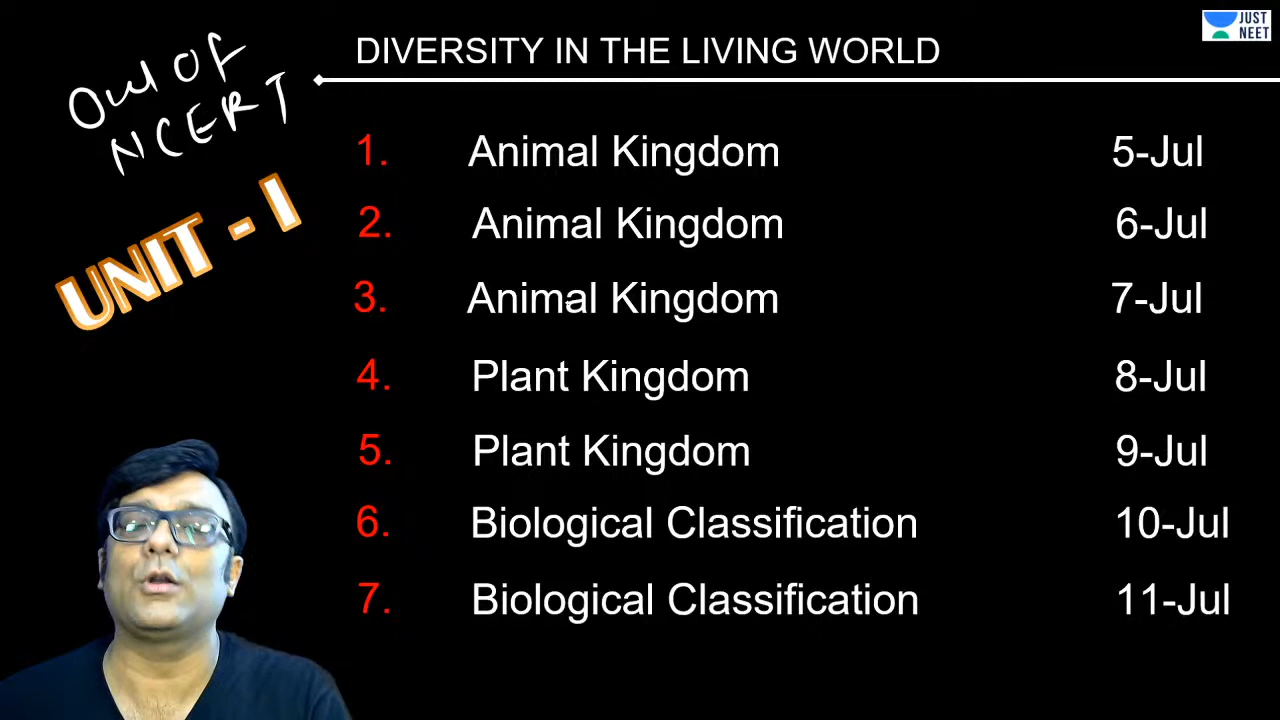 JUST
NEET
DIVERSITY IN THE LIVING WORLD
Out OF
NCERT
UNIT - I
1. Animal Kingdom 5-Jul
2. Animal Kingdom 6-Jul
3. Animal Kingdom 7-Jul
4. Plant Kingdom 8-Jul
5. Plant Kingdom 9-Jul
6. Biological Classification 10-Jul
7. Biological Classification 11-Jul